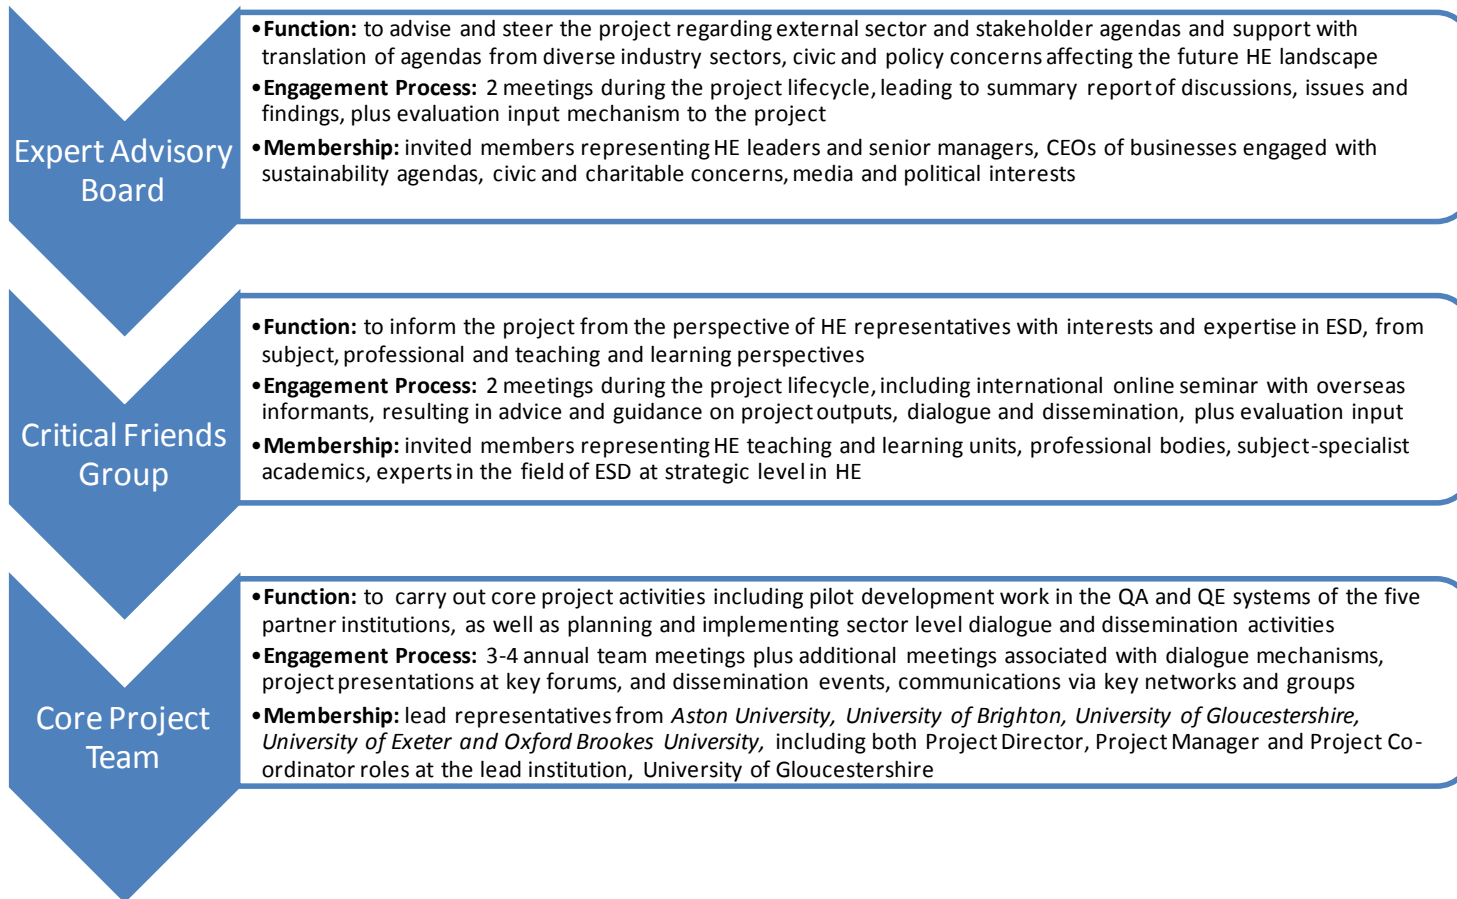 Expert Advisory
Board
•Function: to advise and steer the project regarding external sector and stakeholder agendas and support with
translation of agendas from diverse industry sectors, civic and policy concerns affecting the future HE landscape
•Engagement Process: 2 meetings during the project lifecycle, leading to summary report of discussions, issues and
findings, plus evaluation input mechanism to the project
•Membership: invited members representing HE leaders and senior managers, CEOs of businesses engaged with
sustainability agendas, civic and charitable concerns, media and political interests
Critical Friends
Group
•Function: to inform the project from the perspective of HE representatives with interests and expertise in ESD, from
subject, professional and teaching and learning perspectives
•Engagement Process: 2 meetings during the project lifecycle, including international online seminar with overseas
informants, resulting in advice and guidance on project outputs, dialogue and dissemination, plus evaluation input
•Membership: invited members representing HE teaching and learning units, professional bodies, subject-specialist
academics, experts in the field of ESD at strategic level in HE
Core Project
Team
•Function: to carry out core project activities including pilot development work in the QA and QE systems of the five
partner institutions, as well as planning and implementing sector level dialogue and dissemination activities
•Engagement Process: 3-4 annual team meetings plus additional meetings associated with dialogue mechanisms,
project presentations at key forums, and dissemination events, communications via key networks and groups
•Membership: lead representatives from Aston University, University of Brighton, University of Gloucestershire,
University of Exeter and Oxford Brookes University, including both Project Director, Project Manager and Project Co-
ordinator roles at the lead institution, University of Gloucestershire